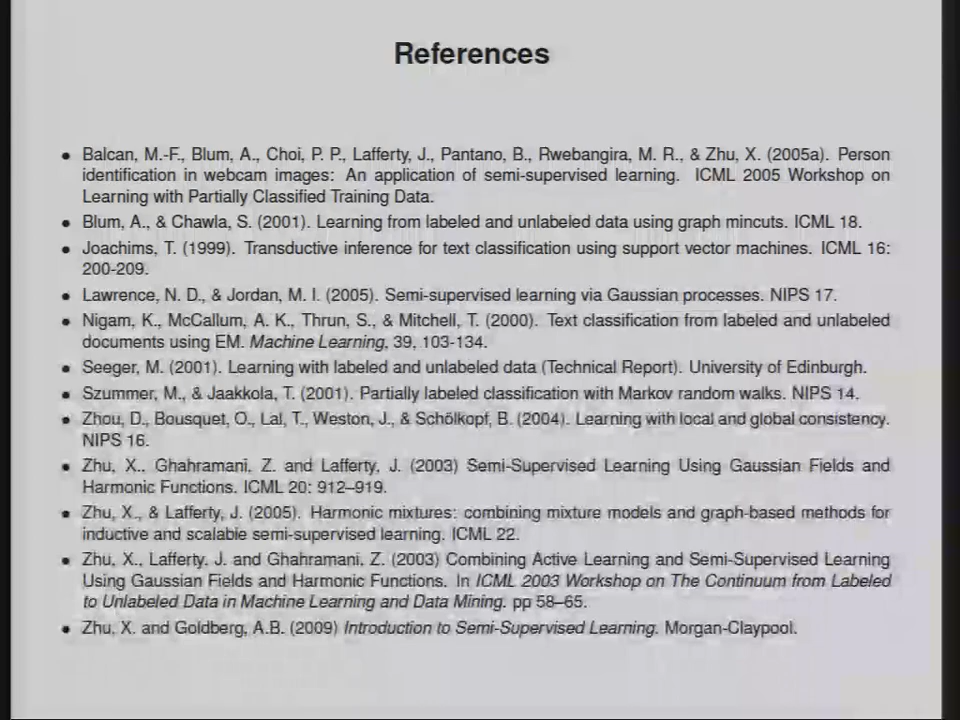 References
• Balcan, M.-F., Blum, A., Choi, P. P., Lafferty, J., Pantano, B., Rwebangira, M. R., & Zhu, X. (2005a). Person
identification in webcam images: An application of semi-supervised learning. ICML 2005 Workshop on
Learning with Partially Classified Training Data.
• Blum, A., & Chawla, S. (2001). Learning from labeled and unlabeled data using graph mincuts. ICML 18.
• Joachims, T. (1999). Transductive inference for text classification using support vector machines. ICML 16:
200-209.
• Lawrence, N. D., & Jordan, M. I. (2005). Semi-supervised learning via Gaussian processes. NIPS 17.
• Nigam, K., McCallum, A. K., Thrun, S., & Mitchell, T. (2000). Text classification from labeled and unlabeled
documents using EM. Machine Learning, 39, 103-134.
• Seeger, M. (2001). Learning with labeled and unlabeled data (Technical Report). University of Edinburgh.
• Szummer, M., & Jaakkola, T. (2001). Partially labeled classification with Markov random walks. NIPS 14.
• Zhou, D., Bousquet, O., Lal, T., Weston, J., & Schölkopf, B. (2004). Learning with local and global consistency.
NIPS 16.
• Zhu, X., Ghahramani, Z. and Lafferty, J. (2003) Semi-Supervised Learning Using Gaussian Fields and
Harmonic Functions. ICML 20: 912–919.
• Zhu, X., & Lafferty, J. (2005). Harmonic mixtures: combining mixture models and graph-based methods for
inductive and scalable semi-supervised learning. ICML 22.
• Zhu, X., Lafferty, J. and Ghahramani, Z. (2003) Combining Active Learning and Semi-Supervised Learning
Using Gaussian Fields and Harmonic Functions. In ICML 2003 Workshop on The Continuum from Labeled
to Unlabeled Data in Machine Learning and Data Mining. pp 58–65.
• Zhu, X. and Goldberg, A.B. (2009) Introduction to Semi-Supervised Learning. Morgan-Claypool.